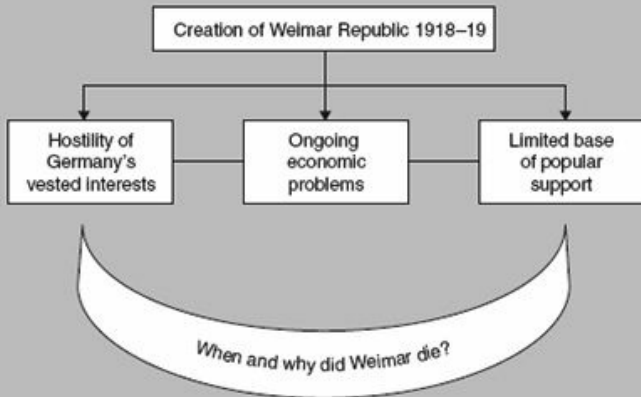 Creation of Weimar Republic 1918–19
Hostility of
Germany's
vested interests
Ongoing
economic
problems
Limited base
of popular
support
When and why did Weimar die?